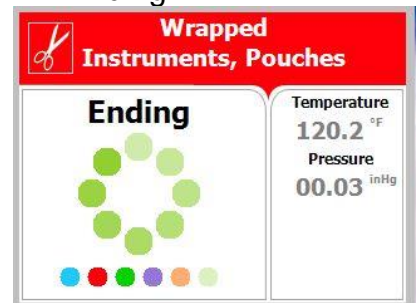 Wrapped
Instruments, Pouches
Ending
Temperature
120.2 °F
Pressure
00.03 inHg